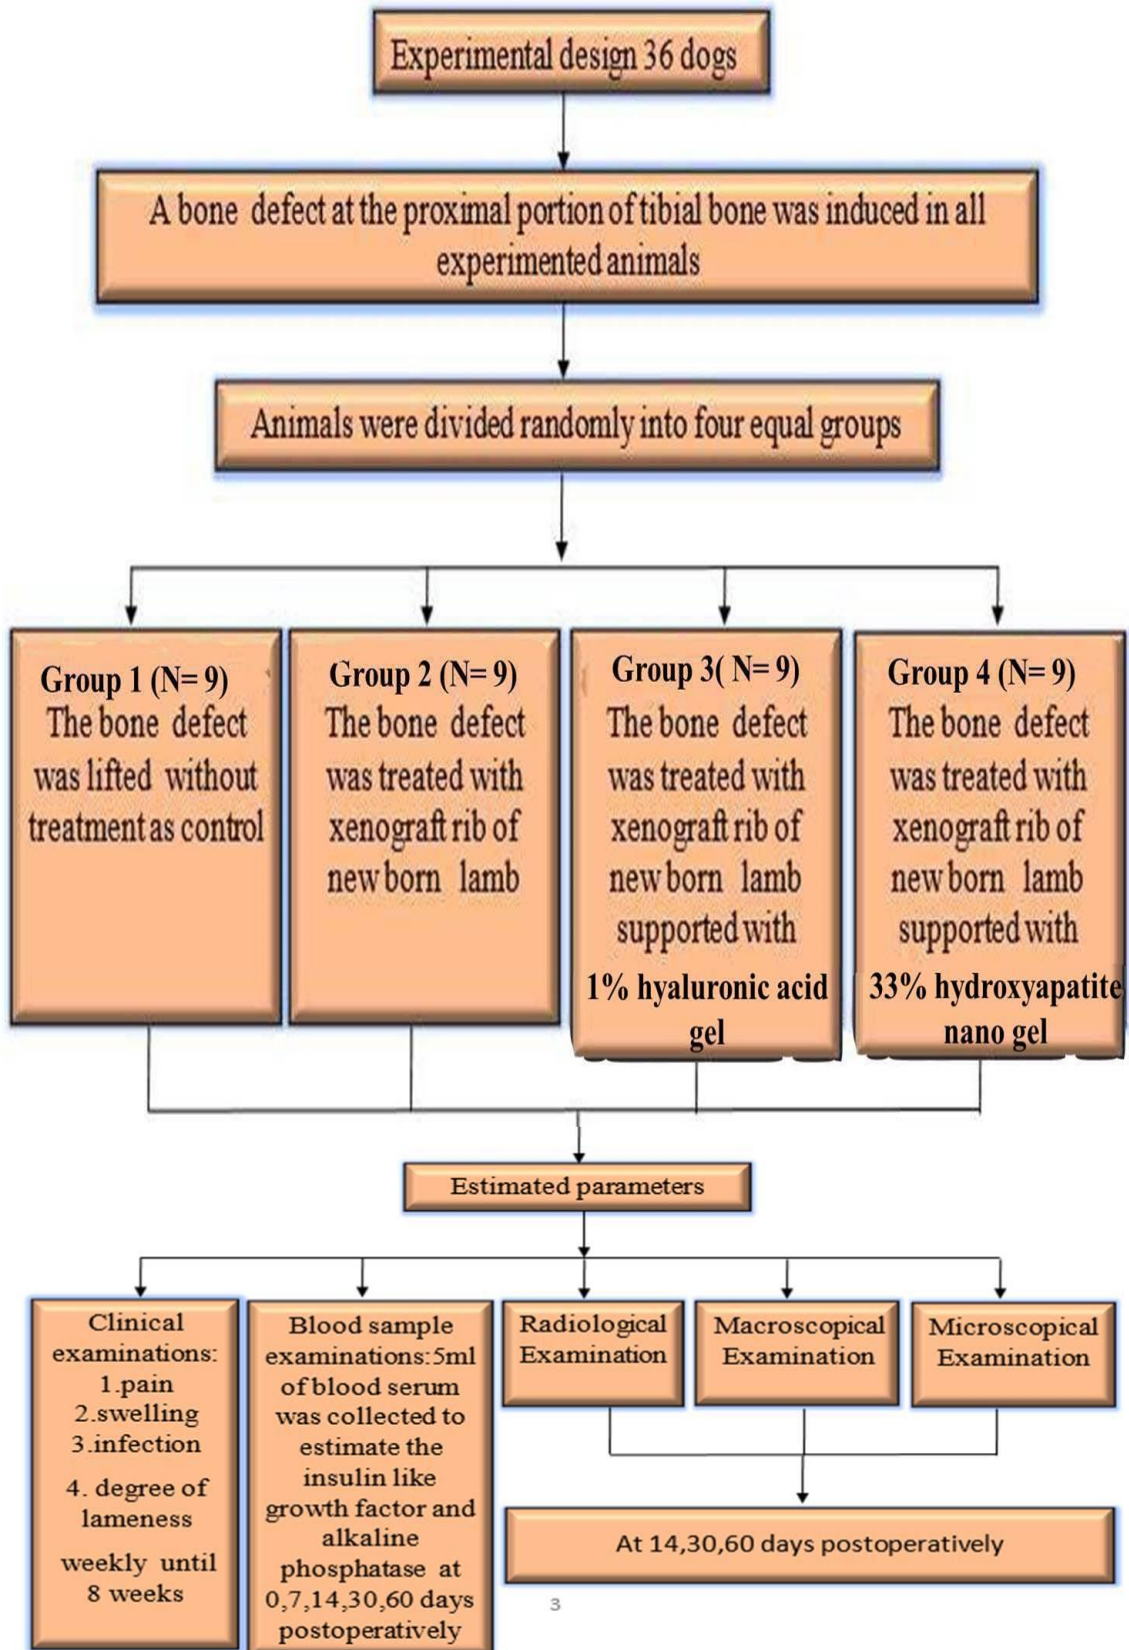 Experimental design 36 dogs
A bone defect at the proximal portion of tibial bone was induced in all
experimented animals
Animals were divided randomly into four equal groups
Group 1 (N= 9)
The bone defect
was lifted without
treatment as control
Group 2 (N= 9)
The bone defect
was treated with
xenograft rib of
new born lamb
Group 3( N= 9)
The bone defect
was treated with
xenograft rib of
new born lamb
supported with
1% hyaluronic acid
gel
Group 4 (N= 9)
The bone defect
was treated with
xenograft rib of
new born lamb
supported with
33% hydroxyapatite
nano gel
Estimated parameters
Clinical
examinations:
1.pain
2.swelling
3.infection
4. degree of
lameness
weekly until
8 weeks
Blood sample
examinations:5ml
of blood serum
was collected to
estimate the
insulin like
growth factor and
alkaline
phosphatase at
0,7,14,30,60 days
postoperatively
Radiological
Examination
Macroscopical
Examination
Microscopical
Examination
At 14,30,60 days postoperatively
3